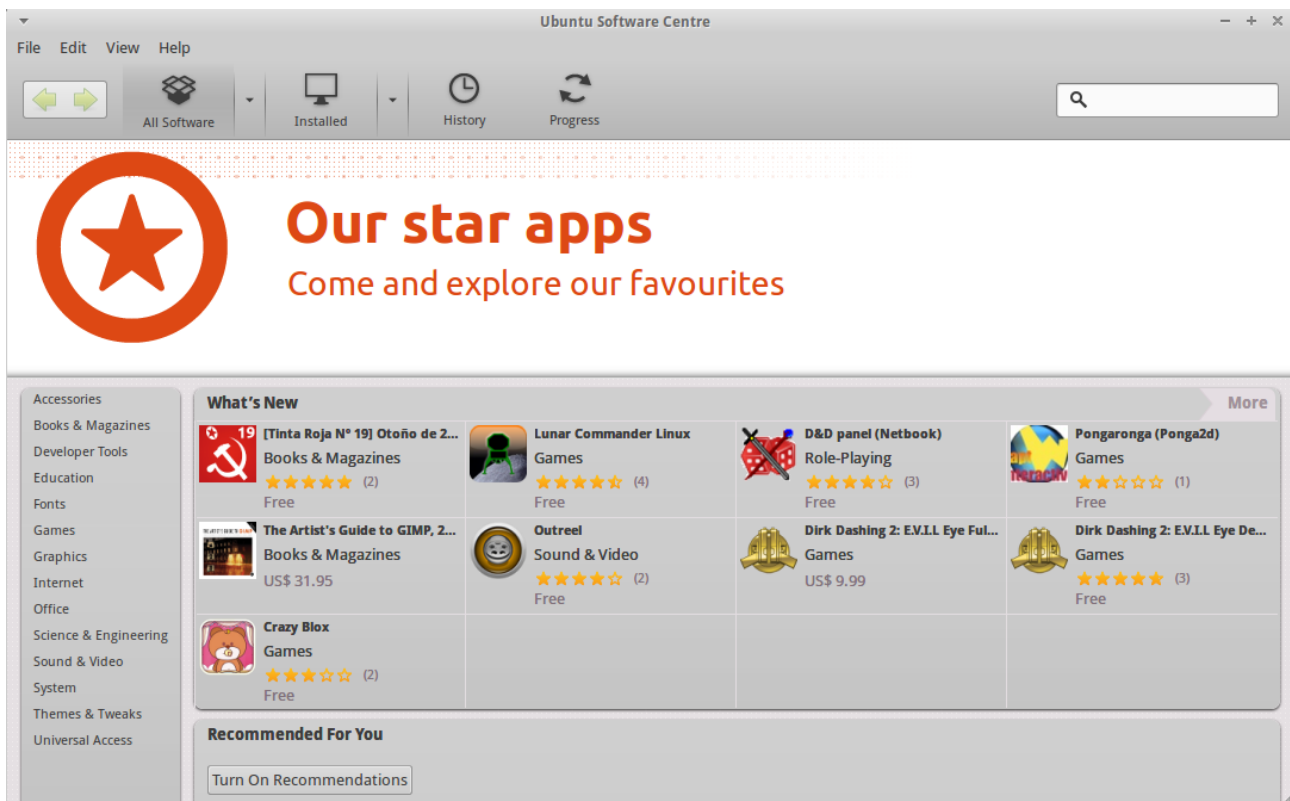 Ubuntu Software Centre
File Edit View Help
All Software Installed History Progress
Our star apps
Come and explore our favourites
Accessories
Books & Magazines
Developer Tools
Education
Fonts
Games
Graphics
Internet
Office
Science & Engineering
Sound & Video
System
Themes & Tweaks
Universal Access
What's New More
19
[Tinta Roja Nº 19] Otoño de 2...
Books & Magazines
(2)
Free
Lunar Commander Linux
Games
(4)
Free
D&D panel (Netbook)
Role-Playing
(3)
Free
Pongaronga (Ponga2d)
Games
(1)
Free
The Artist's Guide to GIMP, 2...
Books & Magazines
US$ 31.95
Outreel
Sound & Video
(2)
Free
Dirk Dashing 2: E.V.I.L Eye Ful...
Games
US$ 9.99
Dirk Dashing 2: E.V.I.L Eye De...
Games
(3)
Free
Crazy Blox
Games
(2)
Free
Recommended For You
Turn On Recommendations